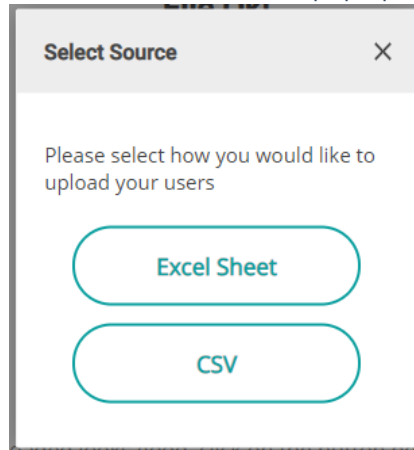 Select Source
Please select how you would like to
upload your users
Excel Sheet
CSV